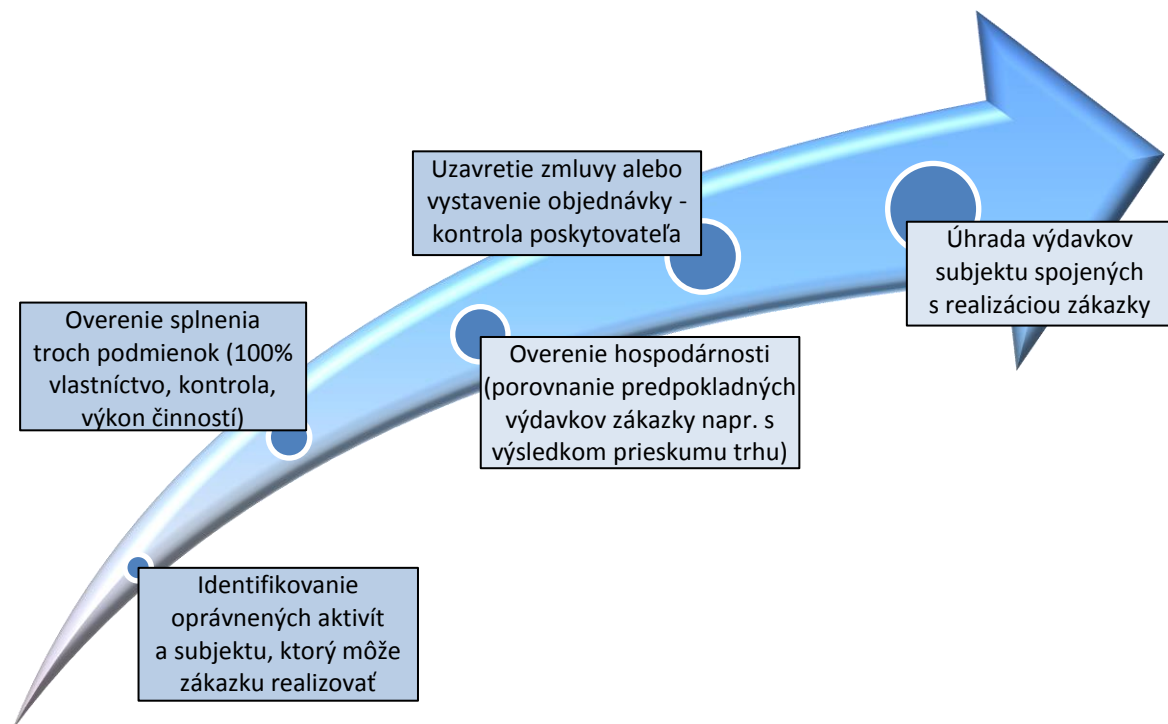 Uzavretie zmluvy alebo
vystavenie objednávky -
kontrola poskytovateľa
Úhrada výdavkov
subjektu spojených
s realizáciou zákazky
Overenie splnenia
troch podmienok (100%
vlastníctvo, kontrola,
výkon činností)
Overenie hospodárnosti
(porovnanie predpokladných
výdavkov zákazky napr. s
výsledkom prieskumu trhu)
Identifikovanie
oprávnených aktivít
a subjektu, ktorý môže
zákazku realizovať